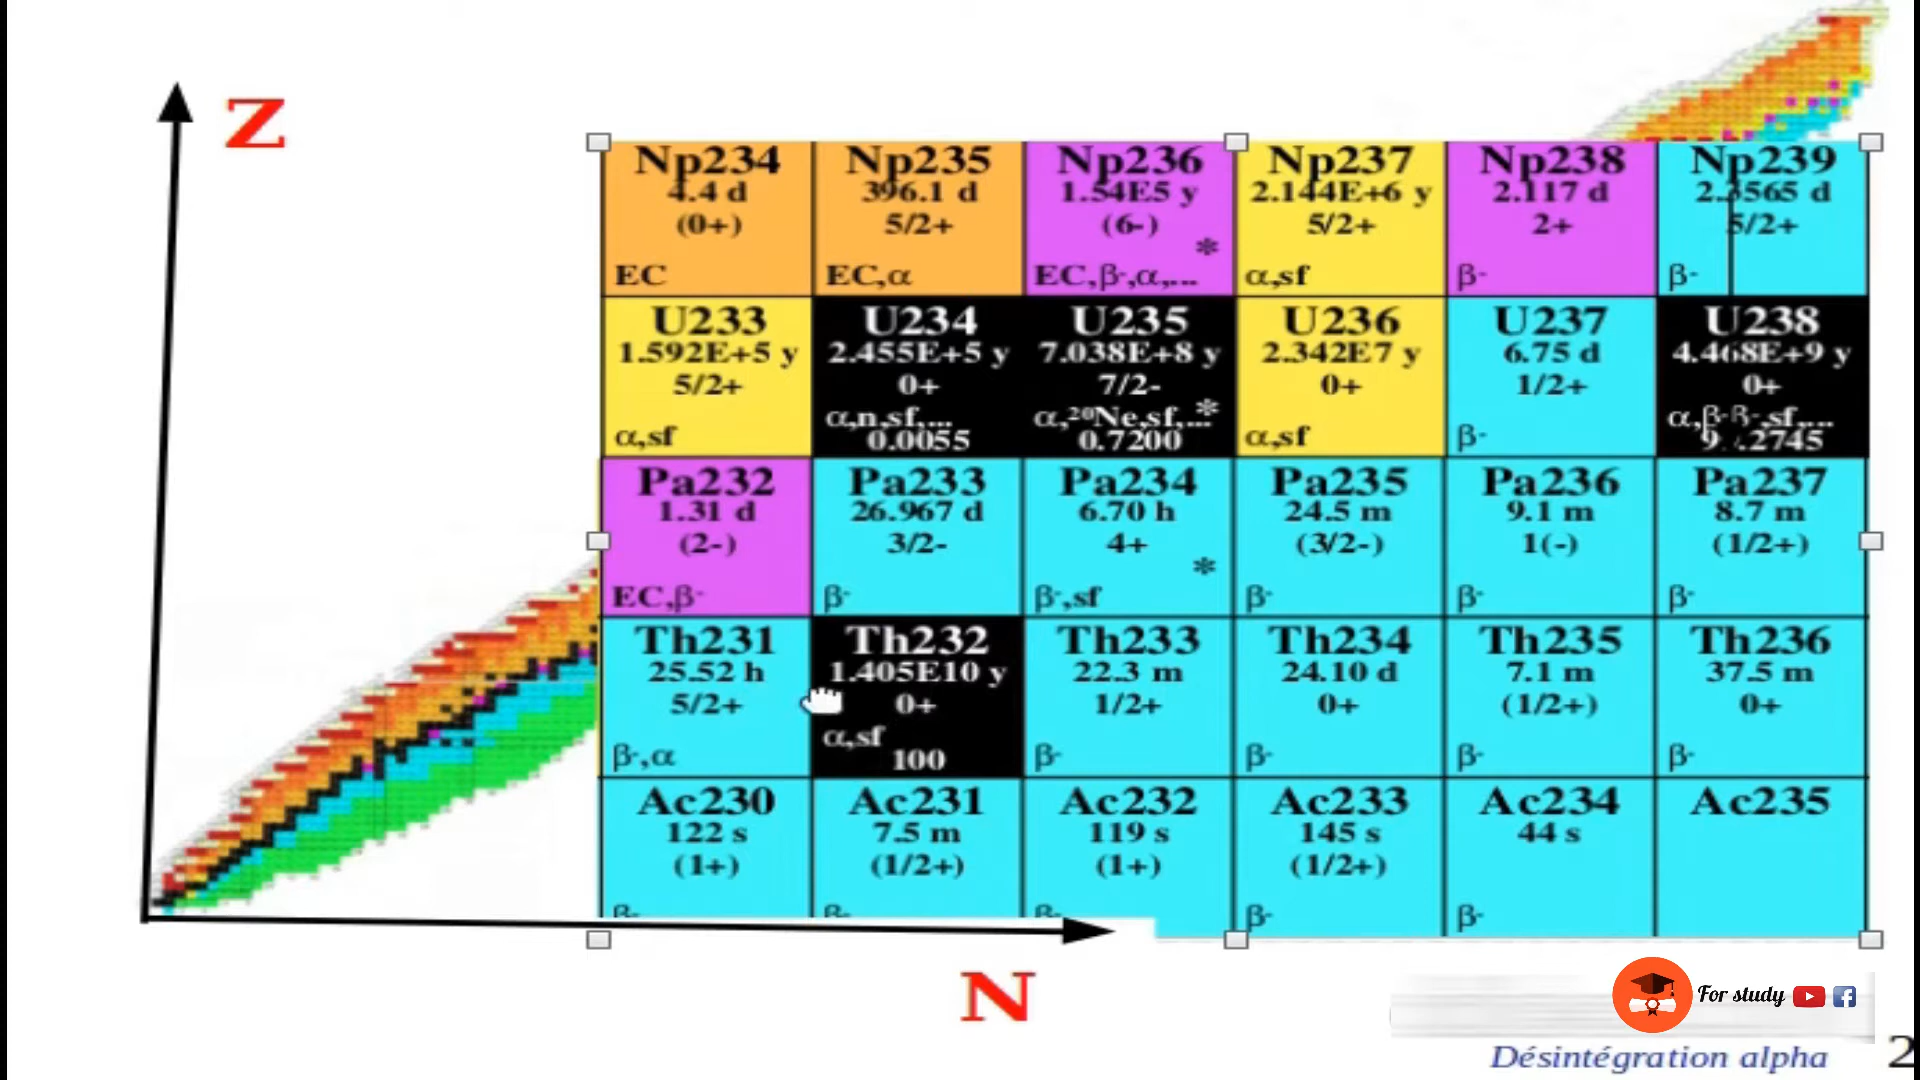 Z
Np234
4.4 d
(0+)
EC
Np235
396.1 d
5/2+
EC,α
Np236
1.54E5 y
(6-)
*
EC,β-,α,...
Np237
2.144E+6 y
5/2+
α,sf
Np238
2.117 d
2+
β-
Np239
5/2+
β-
U233
1.592E+5 y
5/2+
α,sf
U234
2.455E+5 y
0+
α,n,sf,...
0.0055
U235
7.038E+8 y
7/2-
α,²⁰Ne,sf,...*
0.7200
U236
2.342E7 y
0+
α,sf
U237
6.75 d
1/2+
β-
U238
4.468E+9 y
0+
α,β-β-,sf,...
Pa232
1.31 d
(2-)
EC,β-
Pa233
26.967 d
3/2-
β-
Pa234
6.70 h
4+
*
β-,sf
Pa235
24.5 m
(3/2-)
β-
Pa236
9.1 m
1(-)
β-
Pa237
8.7 m
(1/2+)
β-
Th231
25.52 h
5/2+
β-,α
Th232
1.405E10 y
0+
α,sf
100
Th233
22.3 m
1/2+
β-
Th234
24.10 d
0+
β-
Th235
7.1 m
(1/2+)
β-
Th236
37.5 m
0+
β-
Ac230
122 s
(1+)
β-
Ac231
7.5 m
(1/2+)
β-
Ac232
119 s
(1+)
β-
Ac233
145 s
(1/2+)
β-
Ac234
44 s
β-
Ac235
N
For study
Désintégration alpha
2